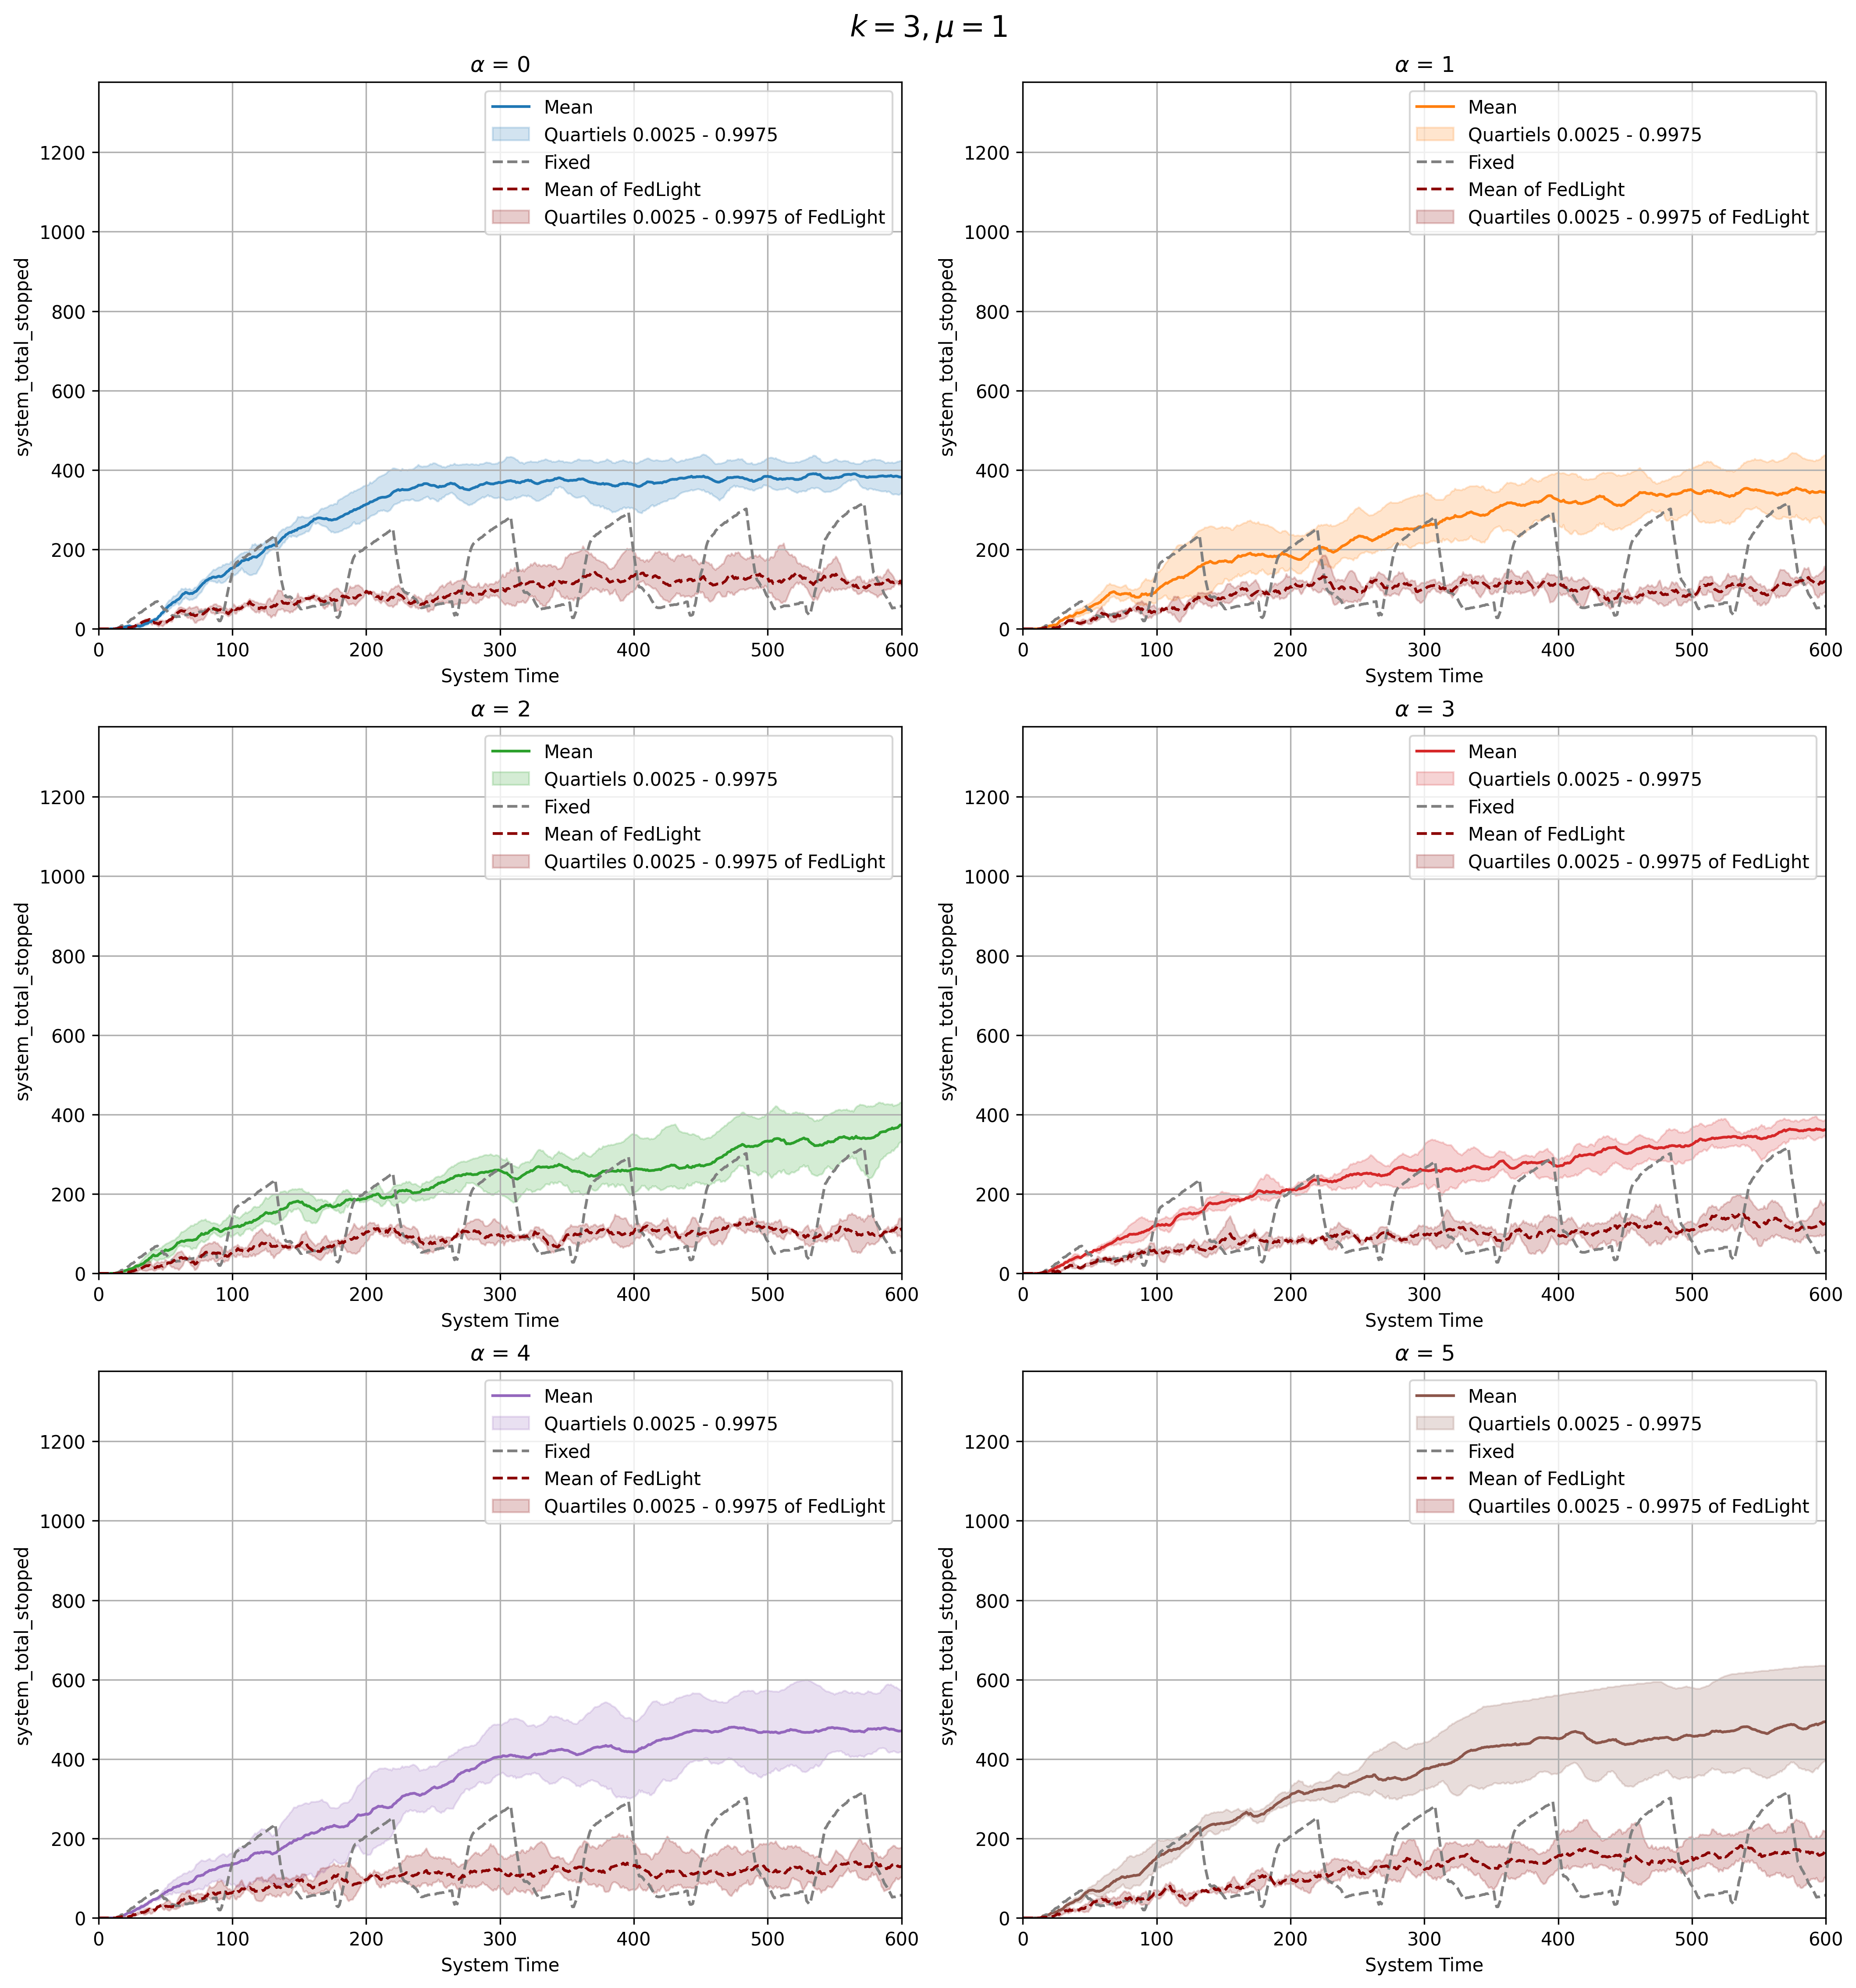 k = 3, μ = 1
α = 0
Mean
Quartiels 0.0025 - 0.9975
Fixed
Mean of FedLight
Quartiles 0.0025 - 0.9975 of FedLight
system_total_stopped
1200
1000
800
600
400
200
0
0 100 200 300 400 500 600
System Time
α = 1
Mean
Quartiels 0.0025 - 0.9975
Fixed
Mean of FedLight
Quartiles 0.0025 - 0.9975 of FedLight
system_total_stopped
1200
1000
800
600
400
200
0
0 100 200 300 400 500 600
System Time
α = 2
Mean
Quartiels 0.0025 - 0.9975
Fixed
Mean of FedLight
Quartiles 0.0025 - 0.9975 of FedLight
system_total_stopped
1200
1000
800
600
400
200
0
0 100 200 300 400 500 600
System Time
α = 3
Mean
Quartiels 0.0025 - 0.9975
Fixed
Mean of FedLight
Quartiles 0.0025 - 0.9975 of FedLight
system_total_stopped
1200
1000
800
600
400
200
0
0 100 200 300 400 500 600
System Time
α = 4
Mean
Quartiels 0.0025 - 0.9975
Fixed
Mean of FedLight
Quartiles 0.0025 - 0.9975 of FedLight
system_total_stopped
1200
1000
800
600
400
200
0
0 100 200 300 400 500 600
System Time
α = 5
Mean
Quartiels 0.0025 - 0.9975
Fixed
Mean of FedLight
Quartiles 0.0025 - 0.9975 of FedLight
system_total_stopped
1200
1000
800
600
400
200
0
0 100 200 300 400 500 600
System Time